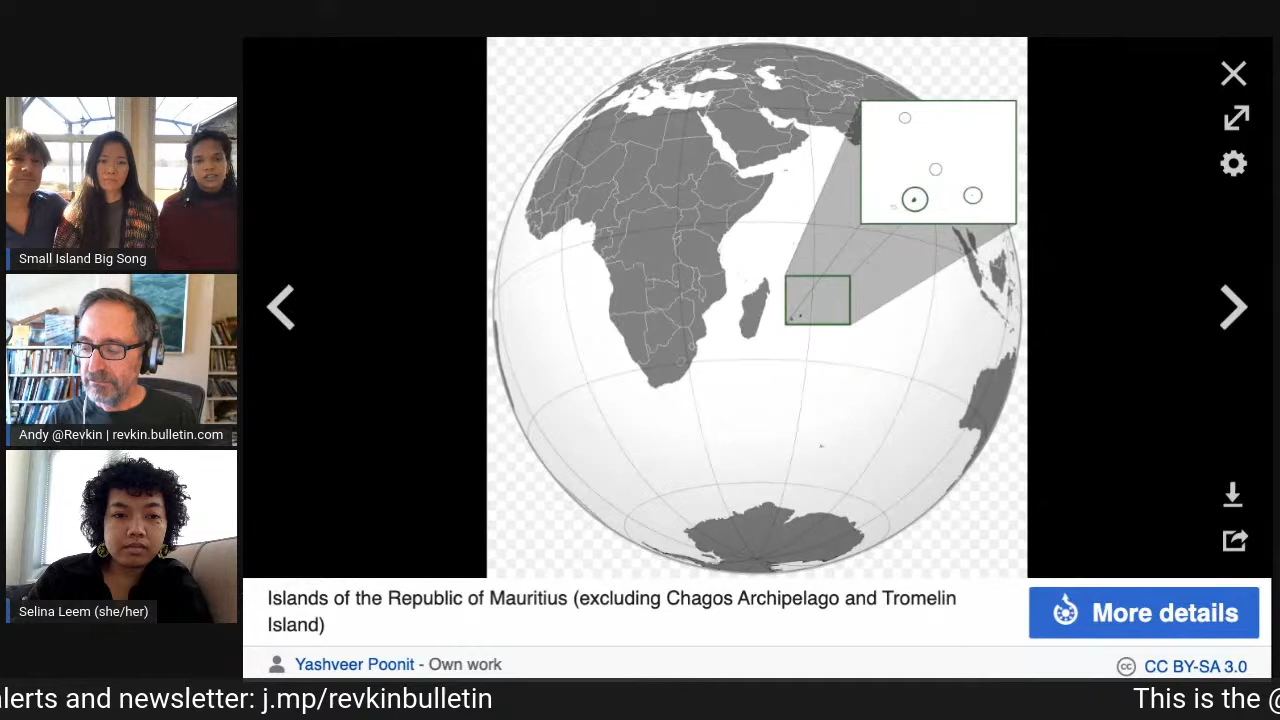 Small Island Big Song
Andy @Revkin | revkin.bulletin.com
Selina Leem (she/her)
Islands of the Republic of Mauritius (excluding Chagos Archipelago and Tromelin
Island)
More details
Yashveer Poonit - Own work
cc CC BY-SA 3.0
alerts and newsletter: j.mp/revkinbulletin
This is the @